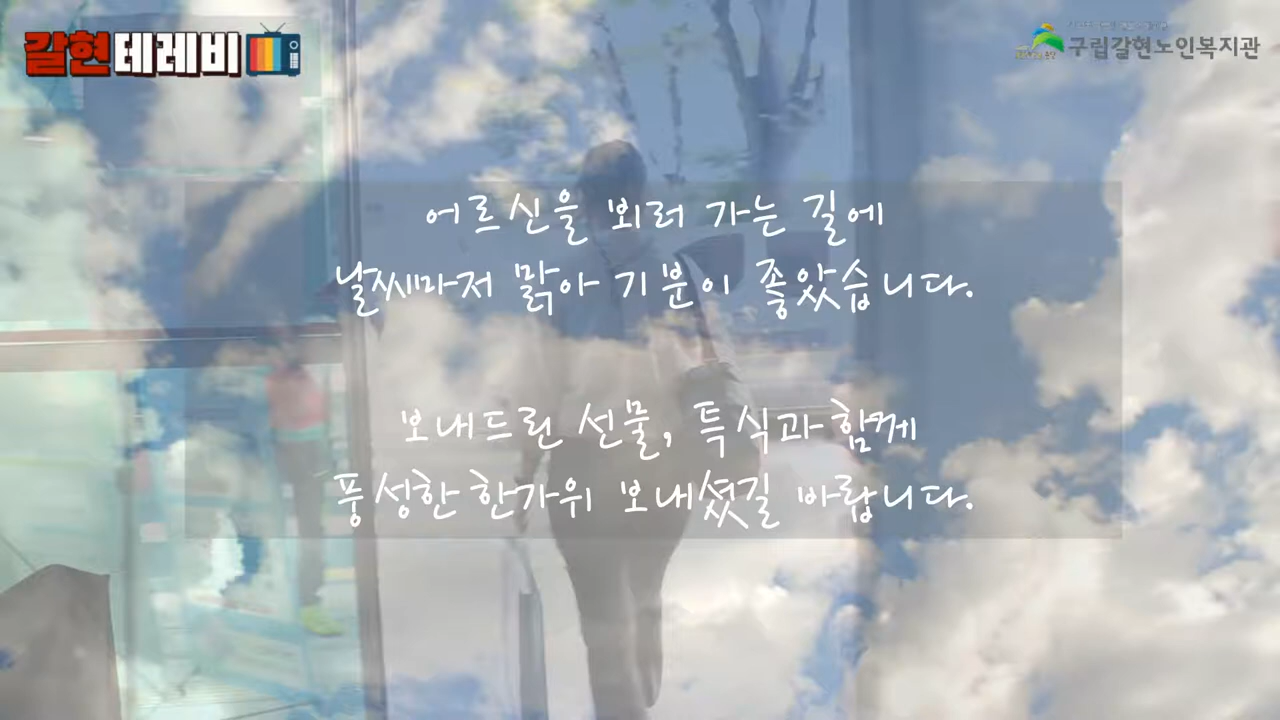 갈현테레비
구립갈현노인복지관
어르신을 뵈러 가는 길에
날씨마저 맑아 기분이 좋았습니다.
보내드린 선물, 특식과 함께
풍성한 한가위 보내셨길 바랍니다.